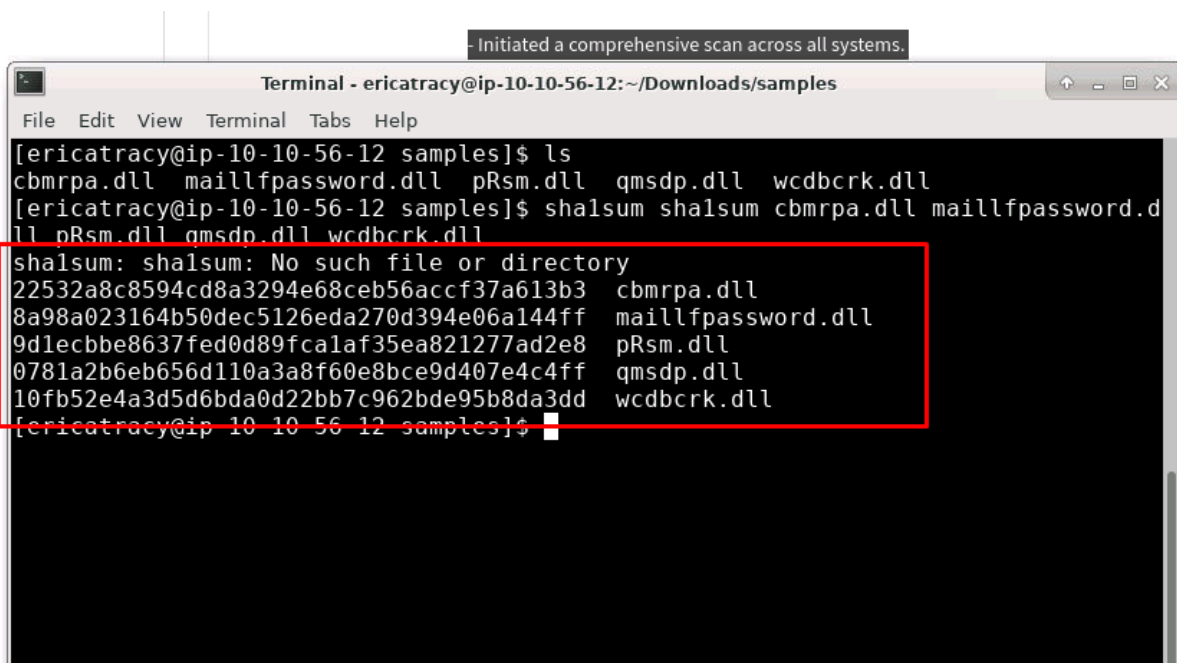 - Initiated a comprehensive scan across all systems.
Terminal - ericatracy@ip-10-10-56-12:~/Downloads/samples
File Edit View Terminal Tabs Help
[ericatracy@ip-10-10-56-12 samples]$ ls
cbmrpa.dll maillfpassword.dll pRsm.dll qmsdp.dll wcdbcrk.dll
[ericatracy@ip-10-10-56-12 samples]$ sha1sum sha1sum cbmrpa.dll maillfpassword.d
ll pRsm.dll qmsdp.dll wcdbcrk.dll
sha1sum: sha1sum: No such file or directory
22532a8c8594cd8a3294e68ceb56accf37a613b3 cbmrpa.dll
8a98a023164b50dec5126eda270d394e06a144ff maillfpassword.dll
9d1ecbbe8637fed0d89fca1af35ea821277ad2e8 pRsm.dll
0781a2b6eb656d110a3a8f60e8bce9d407e4c4ff qmsdp.dll
10fb52e4a3d5d6bda0d22bb7c962bde95b8da3dd wcdbcrk.dll
[ericatracy@ip-10-10-56-12 samples]$